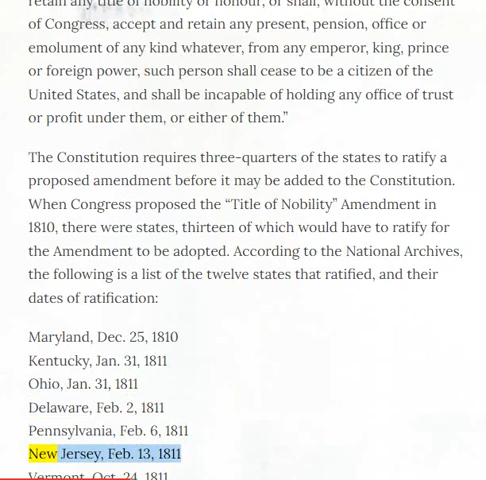 retain any title of nobility or honour, or shall, without the consent
of Congress, accept and retain any present, pension, office or
emolument of any kind whatever, from any emperor, king, prince
or foreign power, such person shall cease to be a citizen of the
United States, and shall be incapable of holding any office of trust
or profit under them, or either of them.”
The Constitution requires three-quarters of the states to ratify a
proposed amendment before it may be added to the Constitution.
When Congress proposed the “Title of Nobility” Amendment in
1810, there were states, thirteen of which would have to ratify for
the Amendment to be adopted. According to the National Archives,
the following is a list of the twelve states that ratified, and their
dates of ratification:
Maryland, Dec. 25, 1810
Kentucky, Jan. 31, 1811
Ohio, Jan. 31, 1811
Delaware, Feb. 2, 1811
Pennsylvania, Feb. 6, 1811
New Jersey, Feb. 13, 1811
Vermont, Oct. 24, 1811